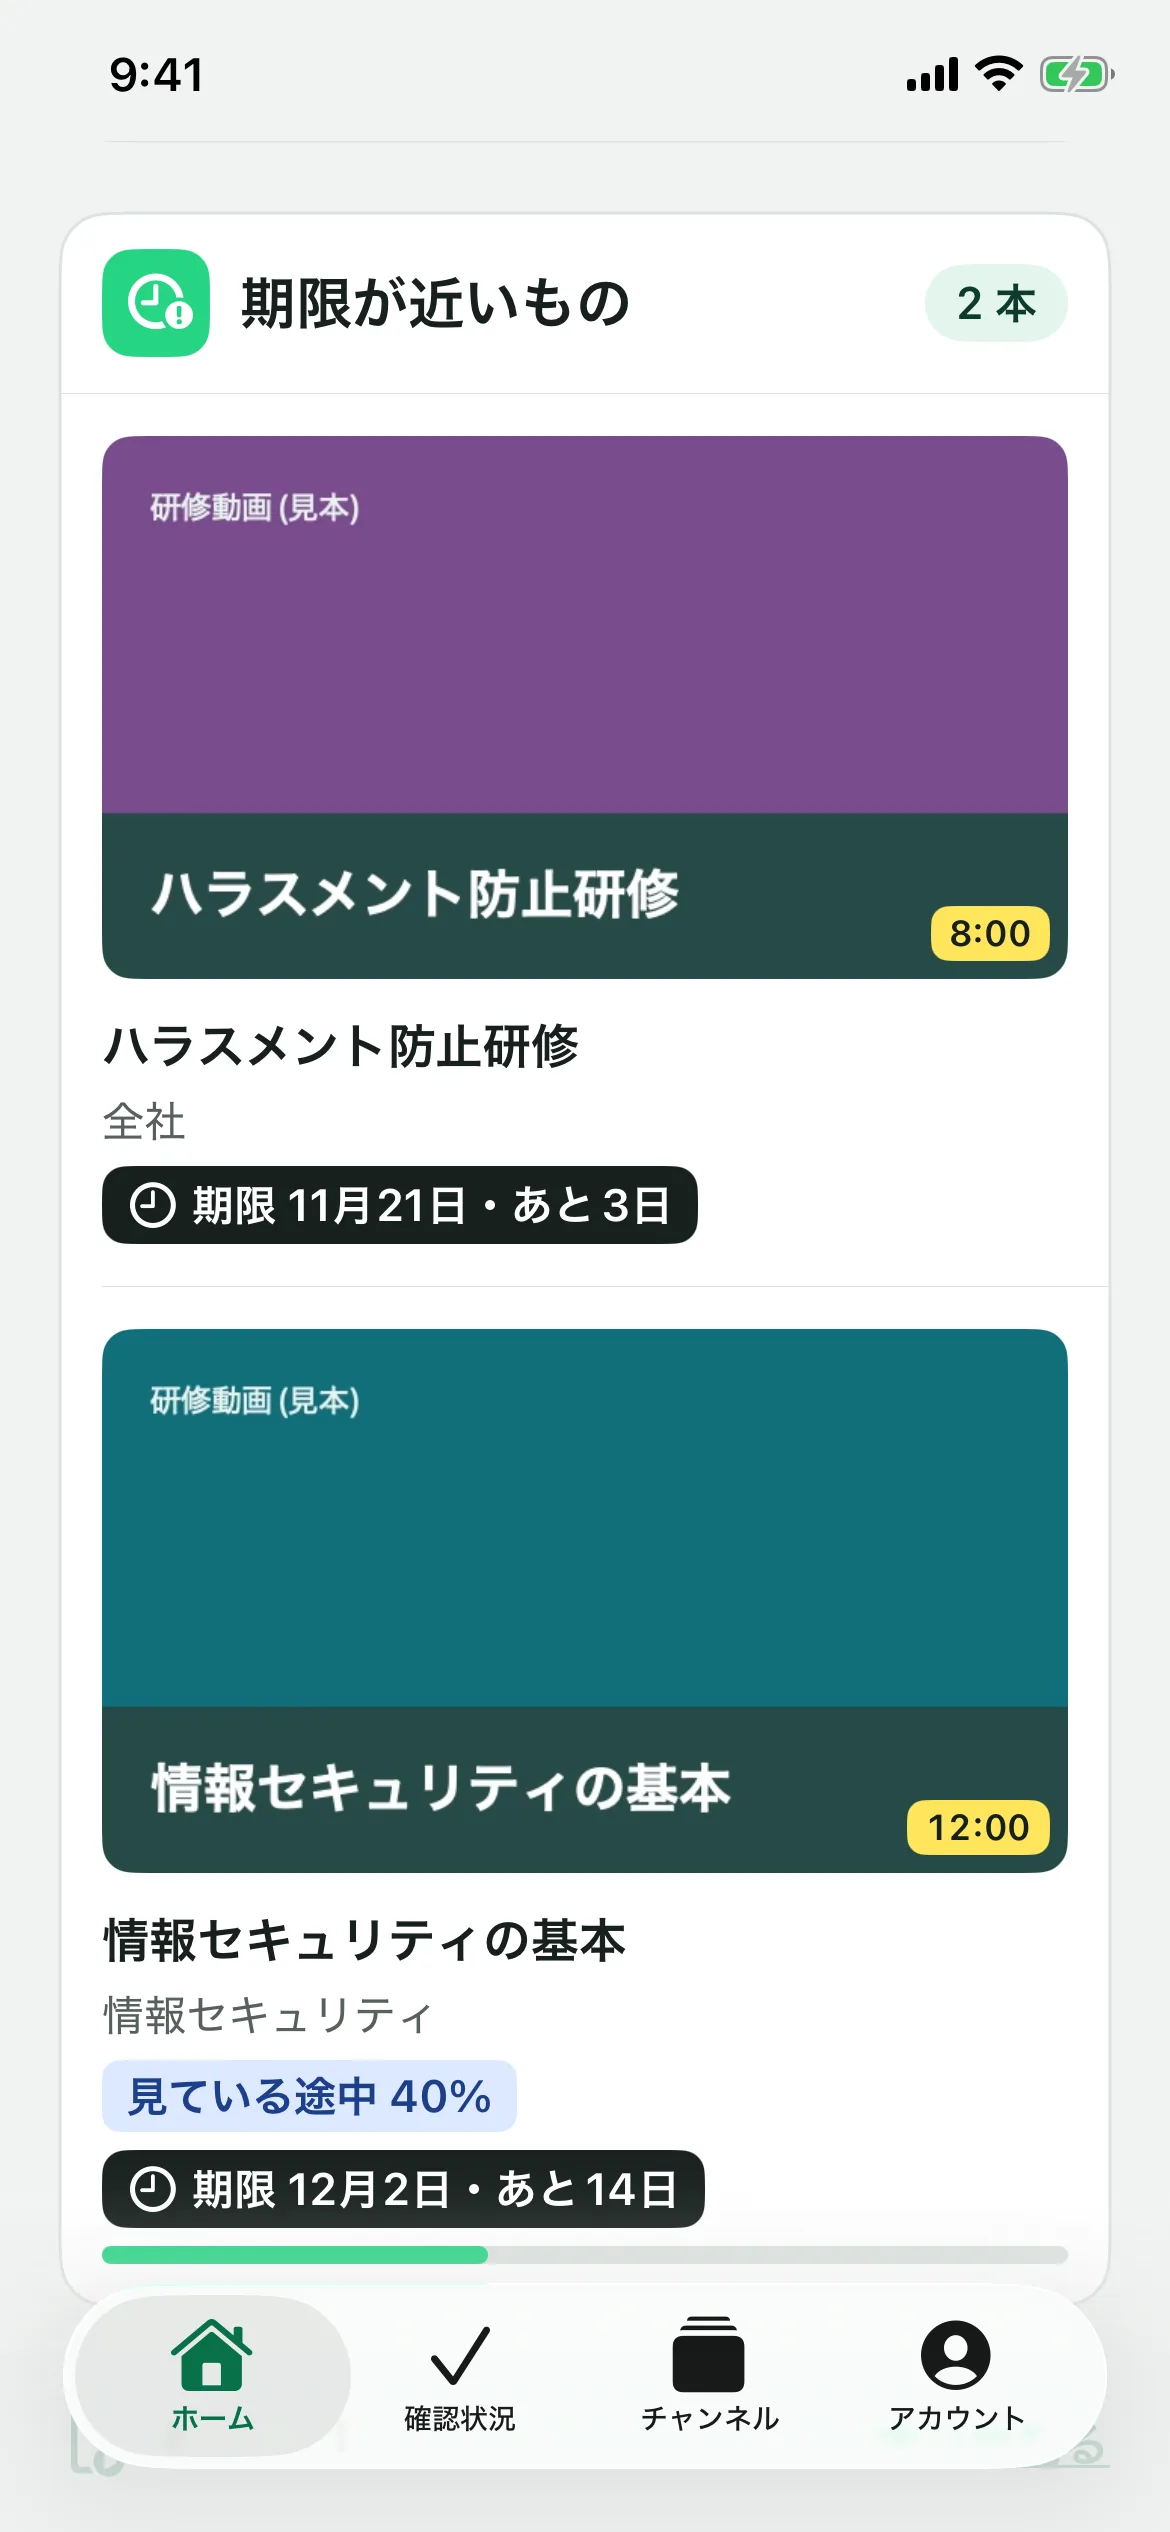 9:41
期限が近いもの
2 本
研修動画 (見本)
ハラスメント防止研修
8:00
ハラスメント防止研修
全社
期限 11月21日・あと3日
研修動画 (見本)
情報セキュリティの基本
12:00
情報セキュリティの基本
情報セキュリティ
見ている途中 40%
期限 12月2日・あと14日
ホーム
確認状況
チャンネル
アカウント